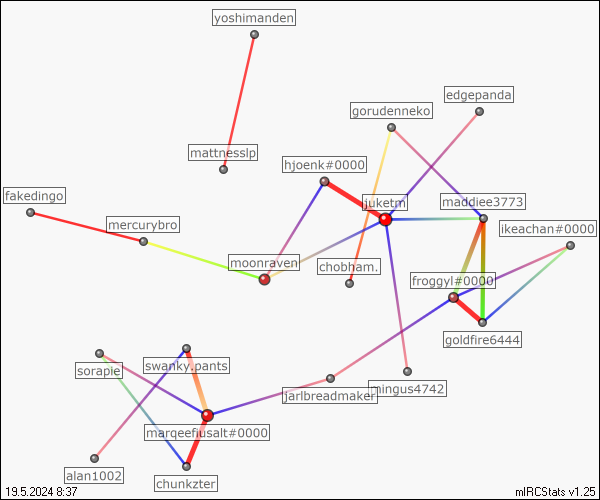 yoshimanden
edgepanda
gorudenneko
mattnesslp
hjoenk#0000
fakedingo
juketm
maddiee3773
mercurybro
ikeachan#0000
moonraven
chobham.
froggyl#0000
goldfire6444
sorapie
swanky.pants
jarlbreadmaker
mingus4742
marqeefiusalt#0000
alan1002
chunkzter
19.5.2024 8:37
mIRCStats v1.25